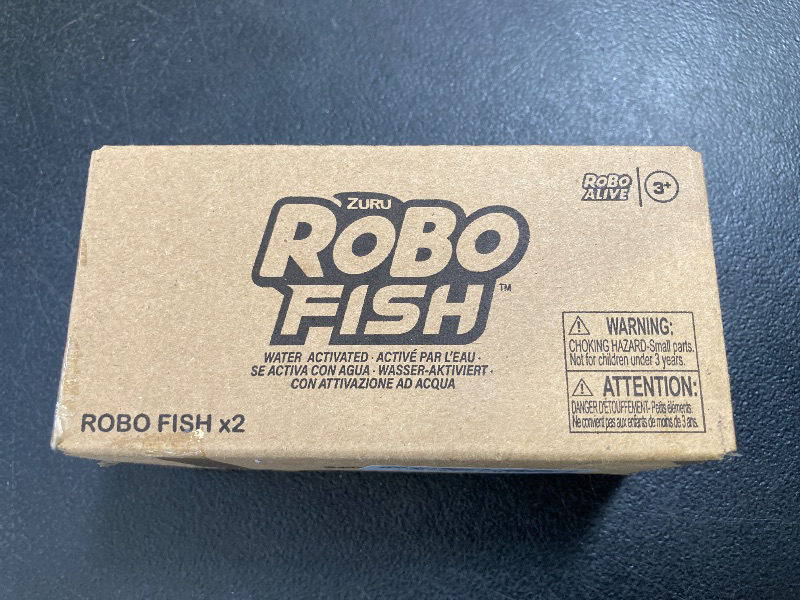 ZURU
ROBO
FISH™
WATER ACTIVATED · ACTIVÉ PAR L'EAU ·
SE ACTIVA CON AGUA · WASSER-AKTIVIERT ·
CON ATTIVAZIONE AD ACQUA
ROBO FISH x2
ROBO
ALIVE
3+
WARNING:
CHOKING HAZARD-Small parts.
Not for children under 3 years.
ATTENTION:
DANGER D'ÉTOUFFEMENT- Petits éléments.
Ne convient pas aux enfants de moins de 3 ans.